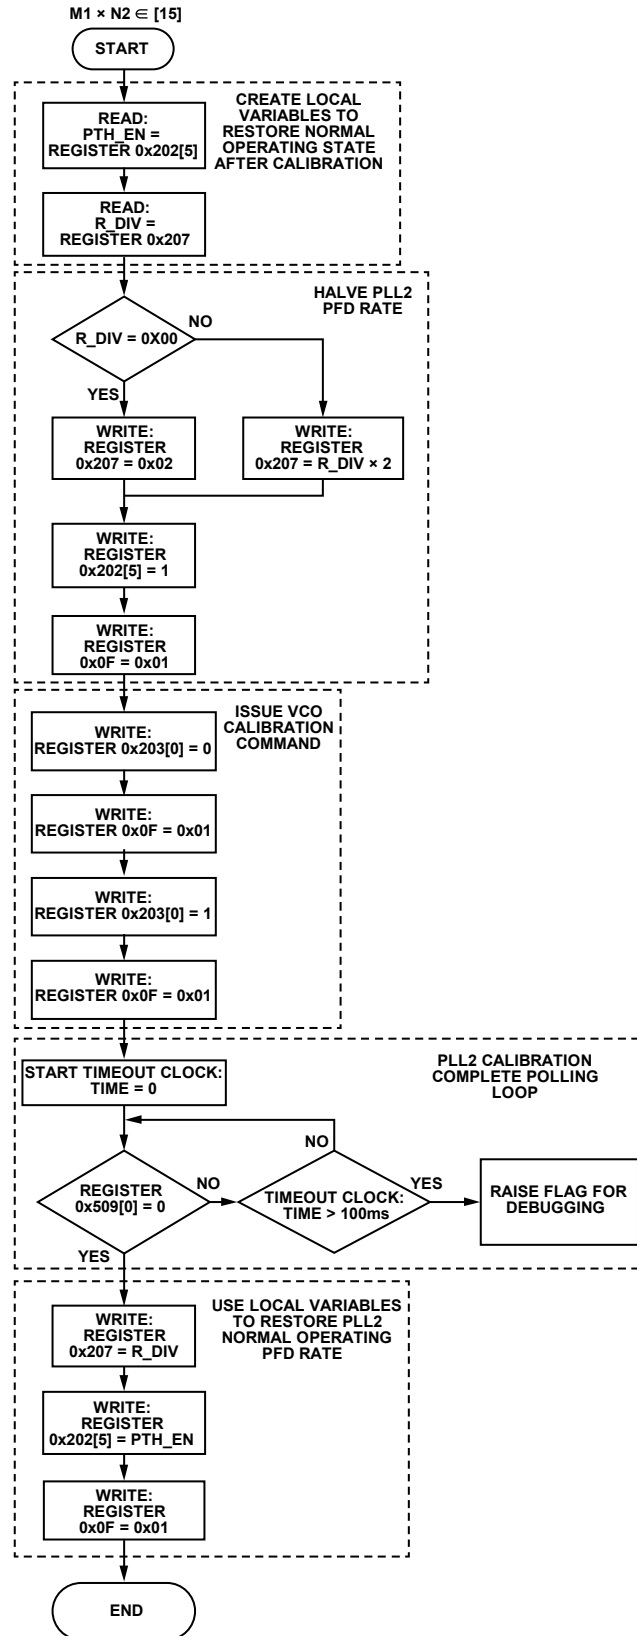 M1 × N2 ∈ [15]
START
CREATE LOCAL
VARIABLES TO
RESTORE NORMAL
OPERATING STATE
AFTER CALIBRATION
READ:
PTH_EN =
REGISTER 0x202[5]
READ:
R_DIV =
REGISTER 0x207
HALVE PLL2
PFD RATE
R_DIV = 0X00
NO
YES
WRITE:
REGISTER
0x207 = 0x02
WRITE:
REGISTER
0x207 = R_DIV × 2
WRITE:
REGISTER
0x202[5] = 1
WRITE:
REGISTER
0x0F = 0x01
ISSUE VCO
CALIBRATION
COMMAND
WRITE:
REGISTER 0x203[0] = 0
WRITE:
REGISTER 0x0F = 0x01
WRITE:
REGISTER 0x203[0] = 1
WRITE:
REGISTER 0x0F = 0x01
PLL2 CALIBRATION
COMPLETE POLLING
LOOP
START TIMEOUT CLOCK:
TIME = 0
NO
REGISTER
0x509[0] = 0
NO
TIMEOUT CLOCK:
TIME > 100ms
YES
RAISE FLAG FOR
DEBUGGING
YES
USE LOCAL VARIABLES
TO RESTORE PLL2
NORMAL OPERATING
PFD RATE
WRITE:
REGISTER
0x207 = R_DIV
WRITE:
REGISTER
0x202[5] = PTH_EN
WRITE:
REGISTER
0x0F = 0x01
END